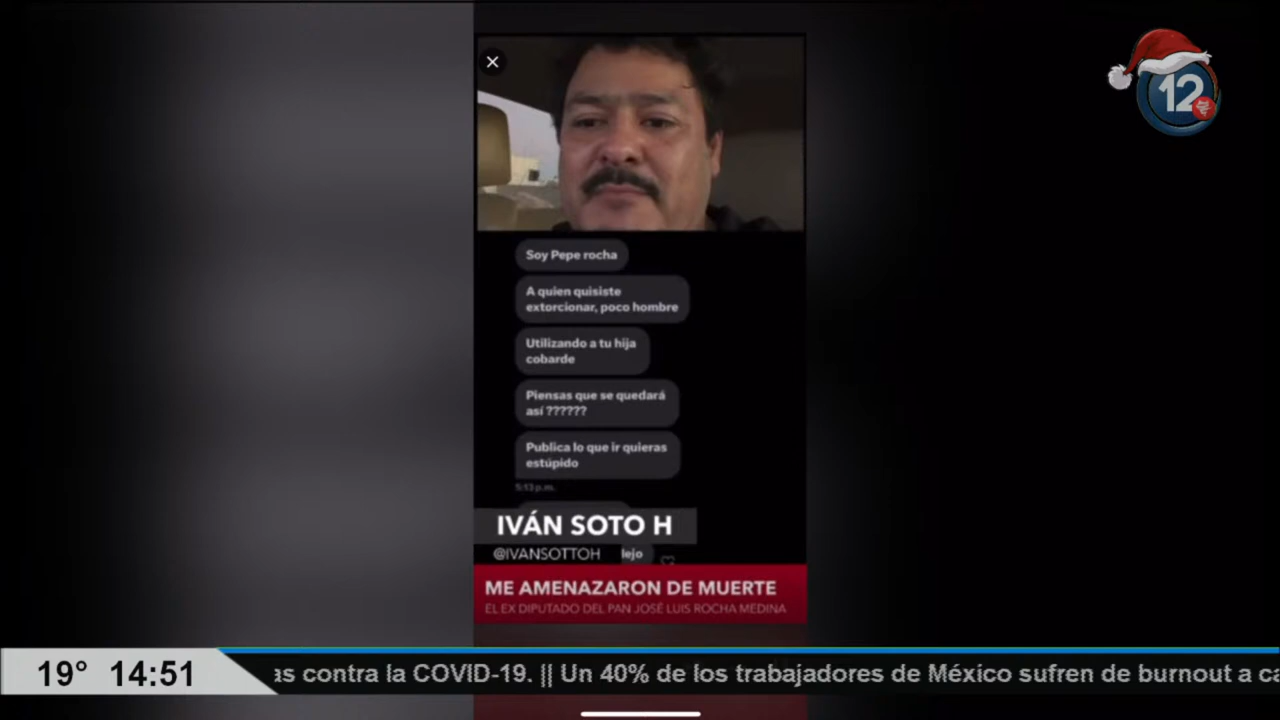 12
Soy Pepe rocha
A quien quisiste
extorcionar, poco hombre
Utilizando a tu hija
cobarde
Piensas que se quedará
así ??????
Publica lo que ir quieras
estúpido
5:13 p.m.
IVÁN SOTO H
@IVANSOTTOH
lejo
ME AMENAZARON DE MUERTE
EL EX DIPUTADO DEL PAN JOSÉ LUIS ROCHA MEDINA
19° 14:51
as contra la COVID-19. || Un 40% de los trabajadores de México sufren de burnout a ca